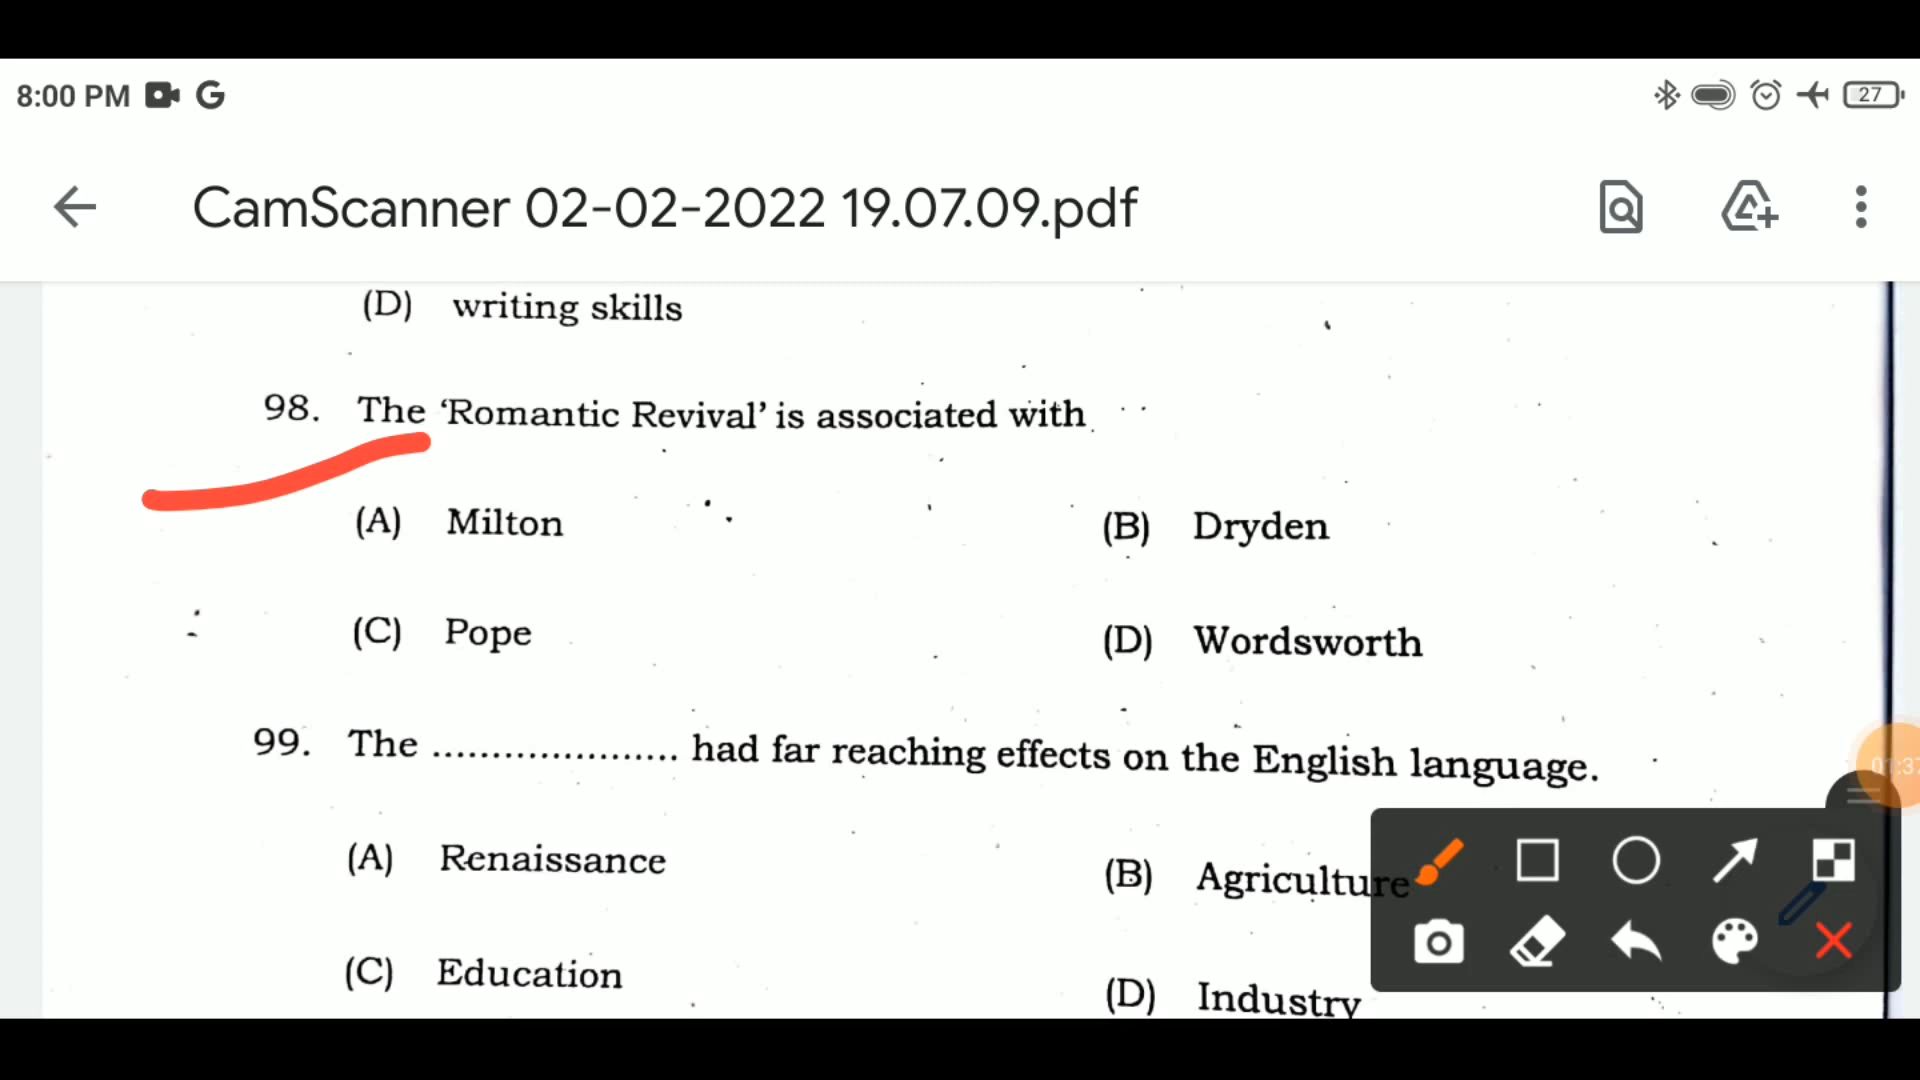 8:00 PM G 27
CamScanner 02-02-2022 19.07.09.pdf
(D) writing skills
98. The 'Romantic Revival' is associated with
(A) Milton (B) Dryden
(C) Pope (D) Wordsworth
99. The ..................... had far reaching effects on the English language.
(A) Renaissance (B) Agriculture
(C) Education (D) Industry